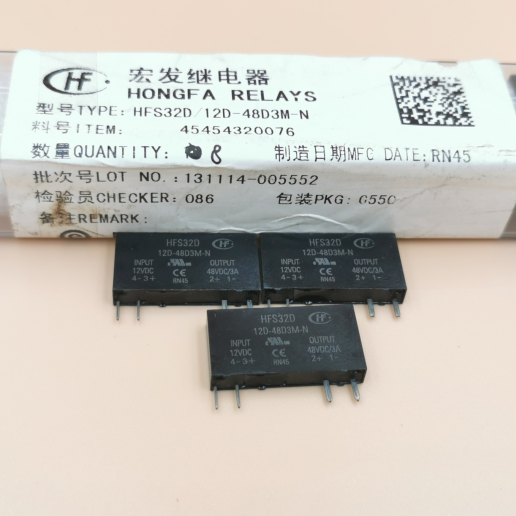 HF 宏发继电器
HONGFA RELAYS
型号TYPE: HFS32D/12D-48D3M-N
料号ITEM: 45454320076
数量QUANTITY: 8 制造日期MFC DATE: RN45
批次号LOT NO.: 131114-005552
检验员CHECKER: 086 包装PKG: G550
备注REMARK:
HFS32D HF
12D-48D3M-N
INPUT OUTPUT
12VDC CE 48VDC/3A
4-3+ RN45 2+ 1-
HFS32D HF
12D-48D3M-N
INPUT OUTPUT
12VDC CE 48VDC/3A
4-3+ RN45 2+ 1-
HFS32D HF
12D-48D3M-N
INPUT OUTPUT
12VDC CE 48VDC/3A
4-3+ RN45 2+ 1-